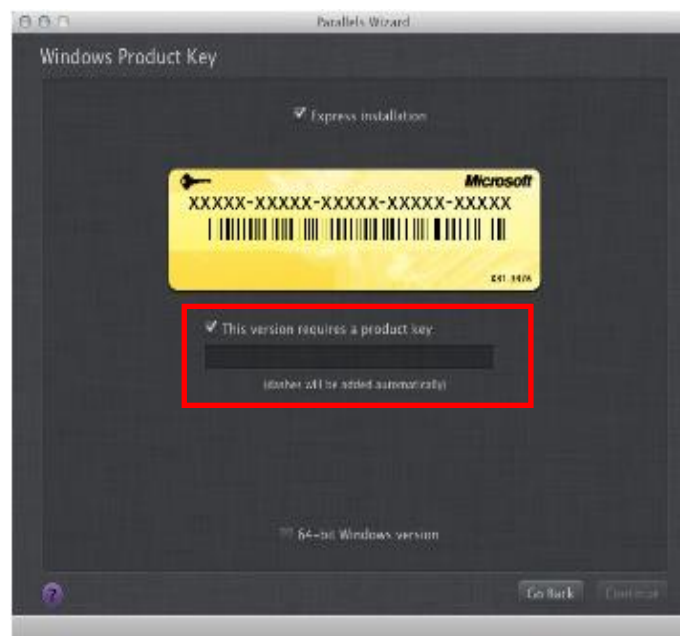 Parallels Wizard
Windows Product Key
Express installation
Microsoft
XXXXX-XXXXX-XXXXX-XXXXX-XXXXX
This version requires a product key
(dashes will be added automatically)
64-bit Windows version
?
Go Back Continue